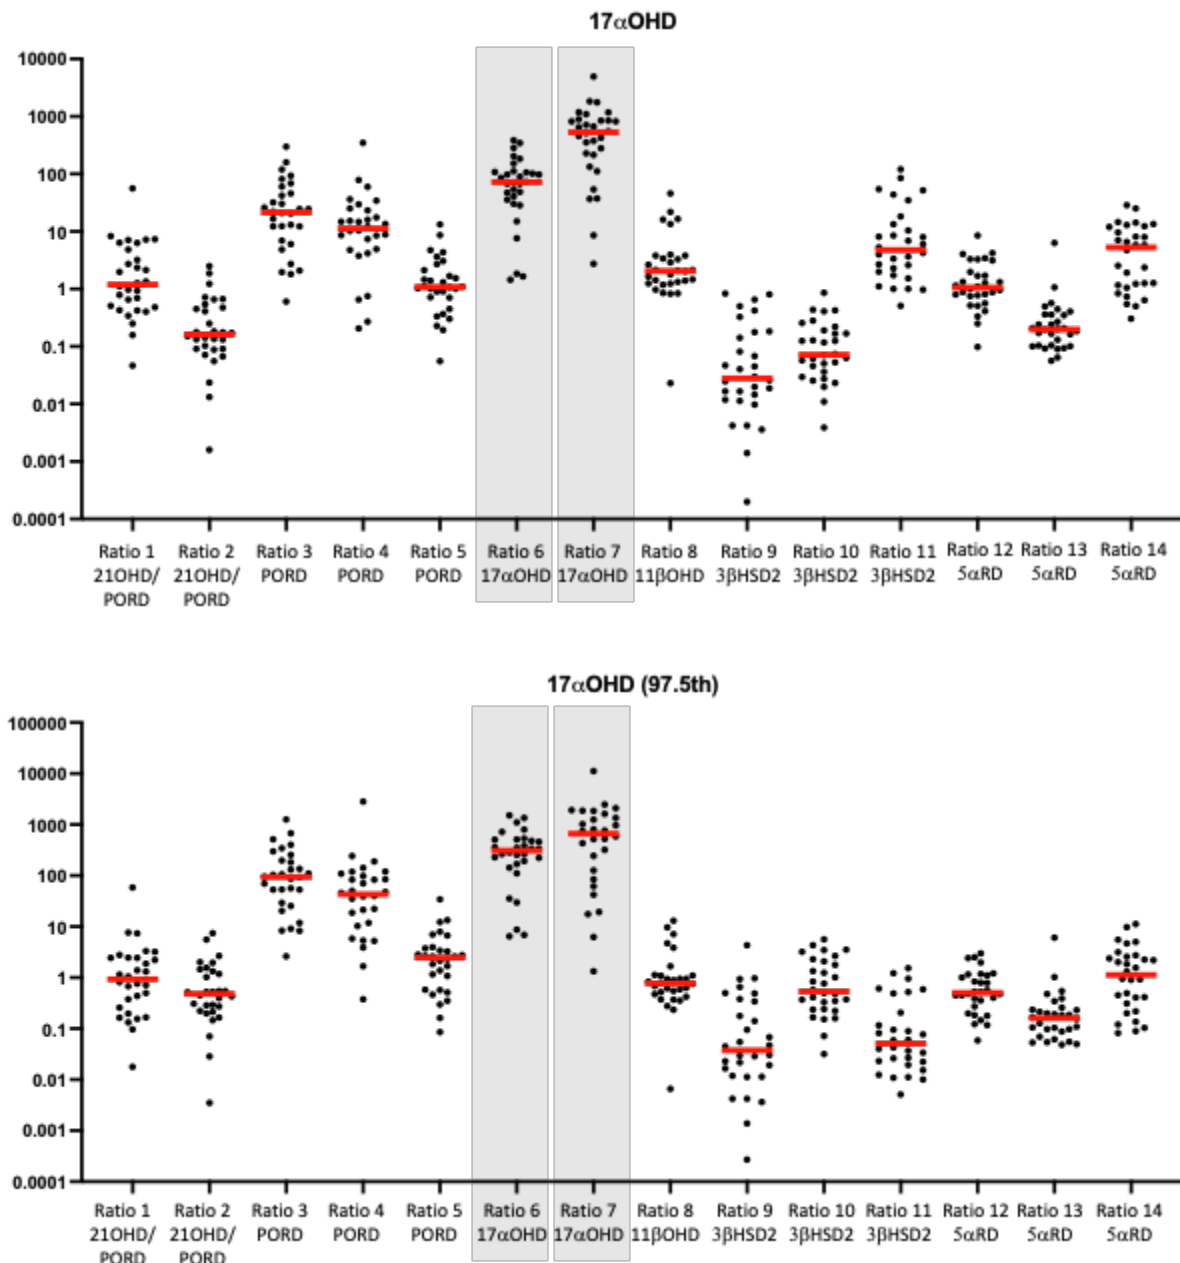 17αOHD
10000
1000
100
10
1
0.1
0.01
0.001
0.0001
Ratio 1 Ratio 2 Ratio 3 Ratio 4 Ratio 5 Ratio 6 Ratio 7 Ratio 8 Ratio 9 Ratio 10 Ratio 11 Ratio 12 Ratio 13 Ratio 14
21OHD/ 21OHD/ PORD PORD PORD 17αOHD 17αOHD 11βOHD 3βHSD2 3βHSD2 3βHSD2 5αRD 5αRD 5αRD
PORD PORD
17αOHD (97.5th)
100000
10000
1000
100
10
1
0.1
0.01
0.001
0.0001
Ratio 1 Ratio 2 Ratio 3 Ratio 4 Ratio 5 Ratio 6 Ratio 7 Ratio 8 Ratio 9 Ratio 10 Ratio 11 Ratio 12 Ratio 13 Ratio 14
21OHD/ 21OHD/ PORD PORD PORD 17αOHD 17αOHD 11βOHD 3βHSD2 3βHSD2 3βHSD2 5αRD 5αRD 5αRD
PORD PORD